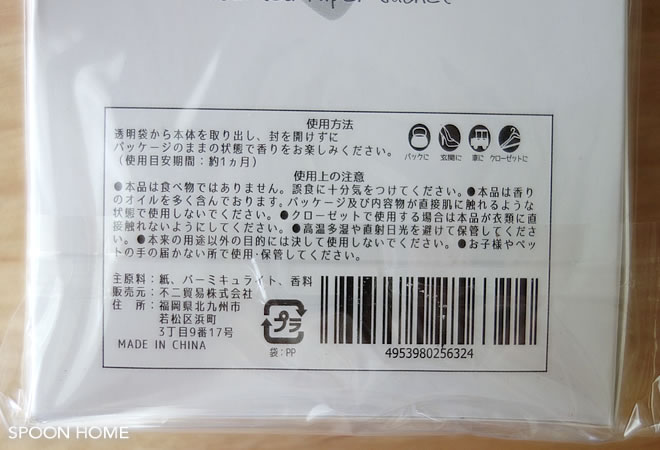 Scented Paper Sachet
使用方法
透明袋から本体を取り出し、封を開けずに
パッケージのままの状態で香りをお楽しみください。
(使用目安期間:約1ヵ月)
バッグに 玄関に 車に クローゼットに
使用上の注意
●本品は食べ物ではありません。誤食に十分気をつけてください。●本品は香り
のオイルを多く含んでおります。パッケージ及び内容物が直接肌に触れるような
状態で使用しないでください。●クローゼットで使用する場合は本品が衣類に直
接触れないようにしてください。●高温多湿や直射日光を避けて保管してくださ
い。●本来の用途以外の目的には決して使用しないでください。●お子様やペッ
トの手の届かない所で使用・保管してください。
主原料:紙、バーミキュライト、香料
販売元:不二貿易株式会社
住 所:福岡県北九州市
若松区浜町
3丁目9番17号
MADE IN CHINA
プラ
袋:PP
4953980256324
SPOON HOME